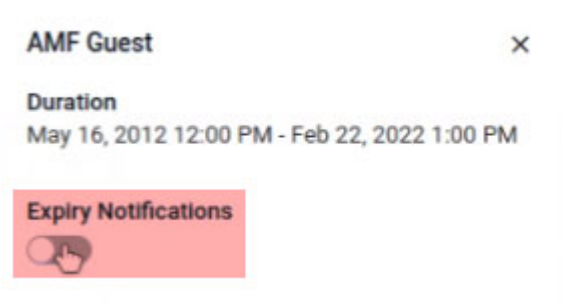 AMF Guest
Duration
May 16, 2012 12:00 PM - Feb 22, 2022 1:00 PM
Expiry Notifications